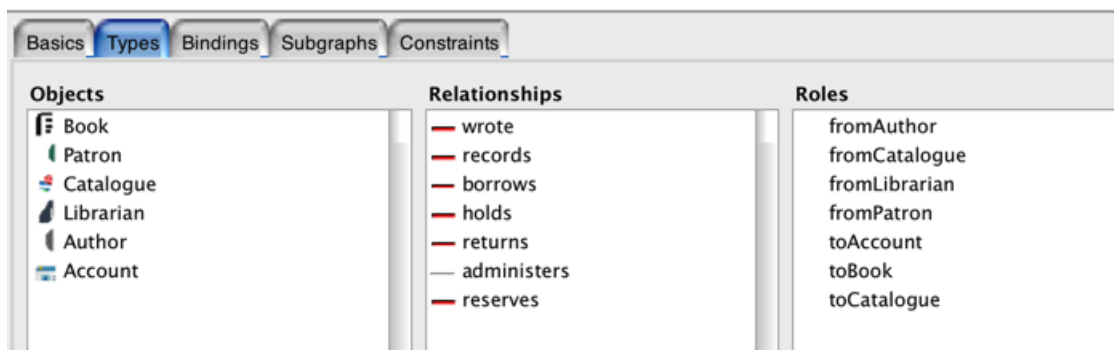 Basics Types Bindings Subgraphs Constraints
Objects
Book
Patron
Catalogue
Librarian
Author
Account
Relationships
wrote
records
borrows
holds
returns
administers
reserves
Roles
fromAuthor
fromCatalogue
fromLibrarian
fromPatron
toAccount
toBook
toCatalogue